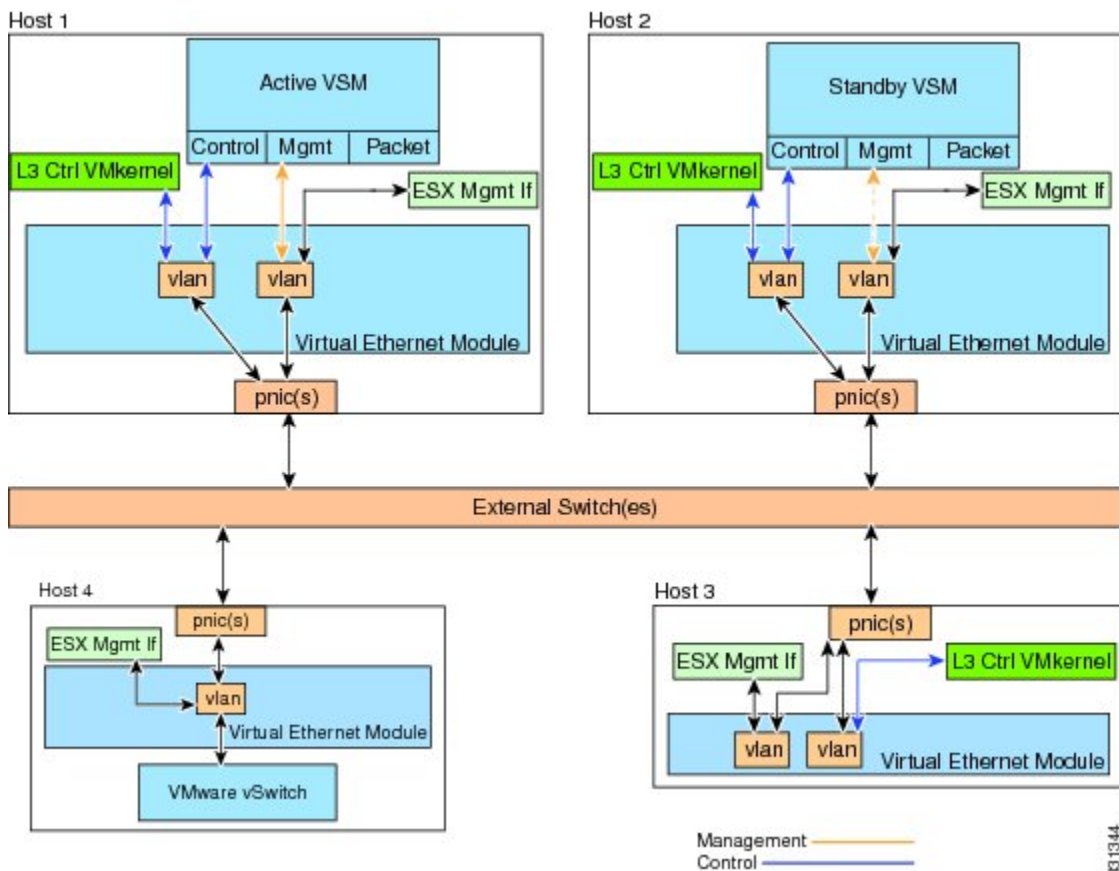 Host 1
Active VSM
Control Mgmt Packet
L3 Ctrl VMkernel
ESX Mgmt If
vlan vlan
Virtual Ethernet Module
pnic(s)
Host 2
Standby VSM
Control Mgmt Packet
L3 Ctrl VMkernel
ESX Mgmt If
vlan vlan
Virtual Ethernet Module
pnic(s)
External Switch(es)
Host 4
pnic(s)
ESX Mgmt If
vlan
Virtual Ethernet Module
VMware vSwitch
Host 3
pnic(s)
ESX Mgmt If
L3 Ctrl VMkernel
vlan vlan
Virtual Ethernet Module
Management
Control